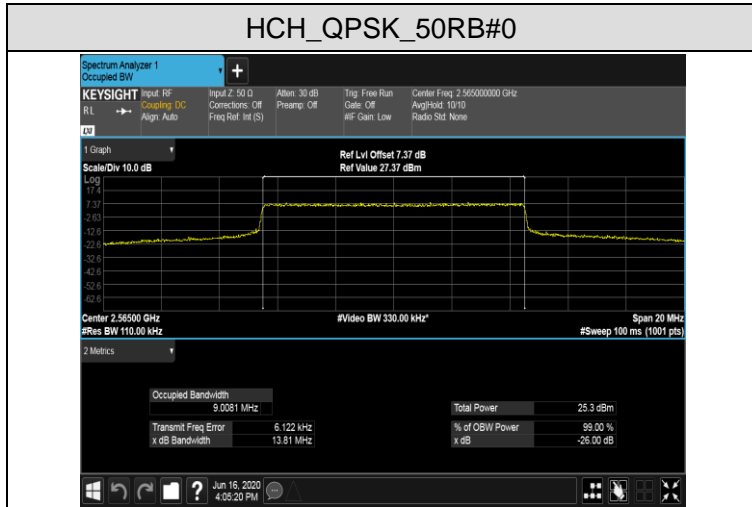 HCH_QPSK_50RB#0
Spectrum Analyzer 1
Occupied BW
+
KEYSIGHT Input: RF Input Z: 50 Ω Atten: 30 dB Trig: Free Run Center Freq: 2.565000000 GHz
RL Coupling: DC Corrections: Off Preamp: Off Gate: Off Avg|Hold: 10/10
Align: Auto Freq Ref: Int (S) #IF Gain: Low Radio Std: None
LXI
1 Graph Ref Lvl Offset 7.37 dB
Scale/Div 10.0 dB Ref Value 27.37 dBm
Log
17.4
7.37
-2.63
-12.6
-22.6
-32.6
-42.6
-52.6
-62.6
Center 2.56500 GHz #Video BW 330.00 kHz* Span 20 MHz
#Res BW 110.00 kHz #Sweep 100 ms (1001 pts)
2 Metrics
Occupied Bandwidth
9.0081 MHz Total Power 25.3 dBm
Transmit Freq Error 6.122 kHz % of OBW Power 99.00 %
x dB Bandwidth 13.81 MHz x dB -26.00 dB
? Jun 16, 2020
4:05:20 PM